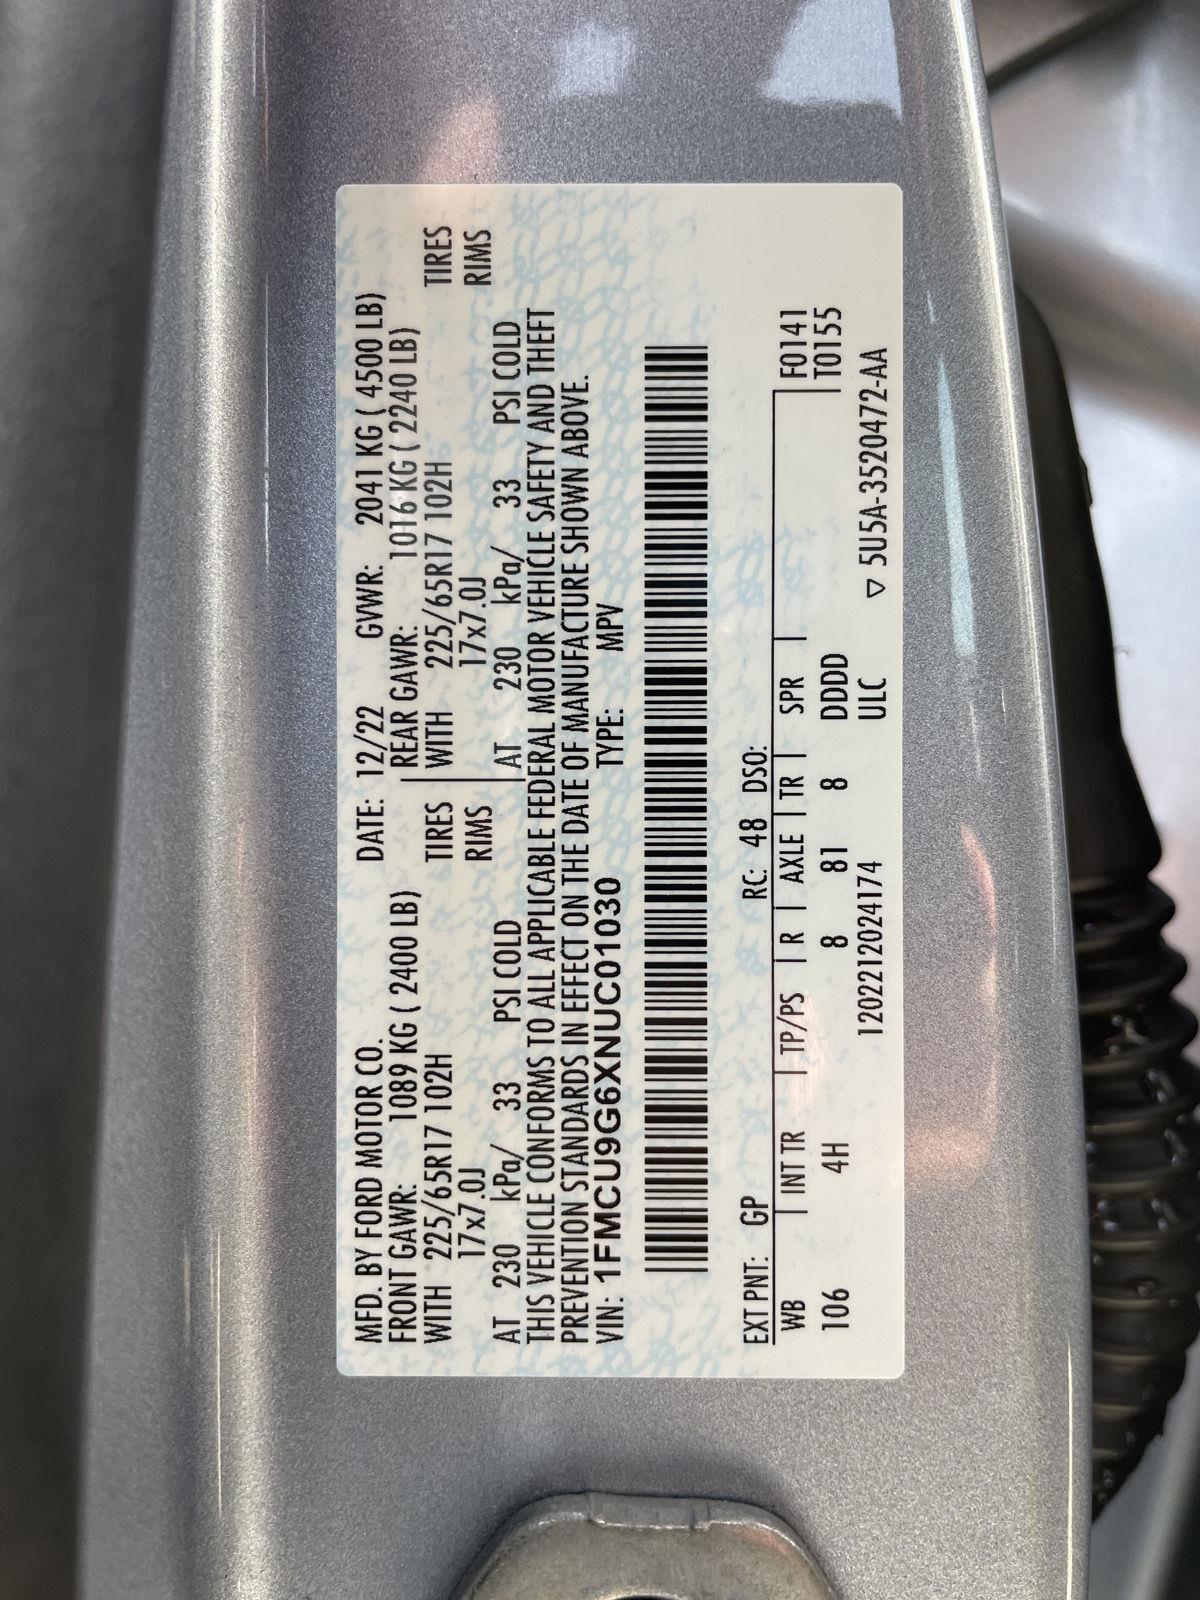 MFD. BY FORD MOTOR CO. DATE: 12/22 GVWR: 2041 KG ( 4500 LB)
FRONT GAWR: 1089 KG ( 2400 LB) REAR GAWR: 1016 KG ( 2240 LB)
WITH 225/65R17 102H TIRES WITH 225/65R17 102H TIRES
17x7.0J RIMS 17x7.0J RIMS
AT 230 kPa/ 33 PSI COLD AT 230 kPa/ 33 PSI COLD
THIS VEHICLE CONFORMS TO ALL APPLICABLE FEDERAL MOTOR VEHICLE SAFETY AND THEFT
PREVENTION STANDARDS IN EFFECT ON THE DATE OF MANUFACTURE SHOWN ABOVE.
VIN: 1FMCU9G6XNUC01030 TYPE: MPV
EXT PNT: GP RC: 48 DSO:
WB INT TR TP/PS R AXLE TR SPR F0141
106 4H 8 81 8 DDDD T0155
1202212024174 ULC ▽ 5U5A-3520472-AA